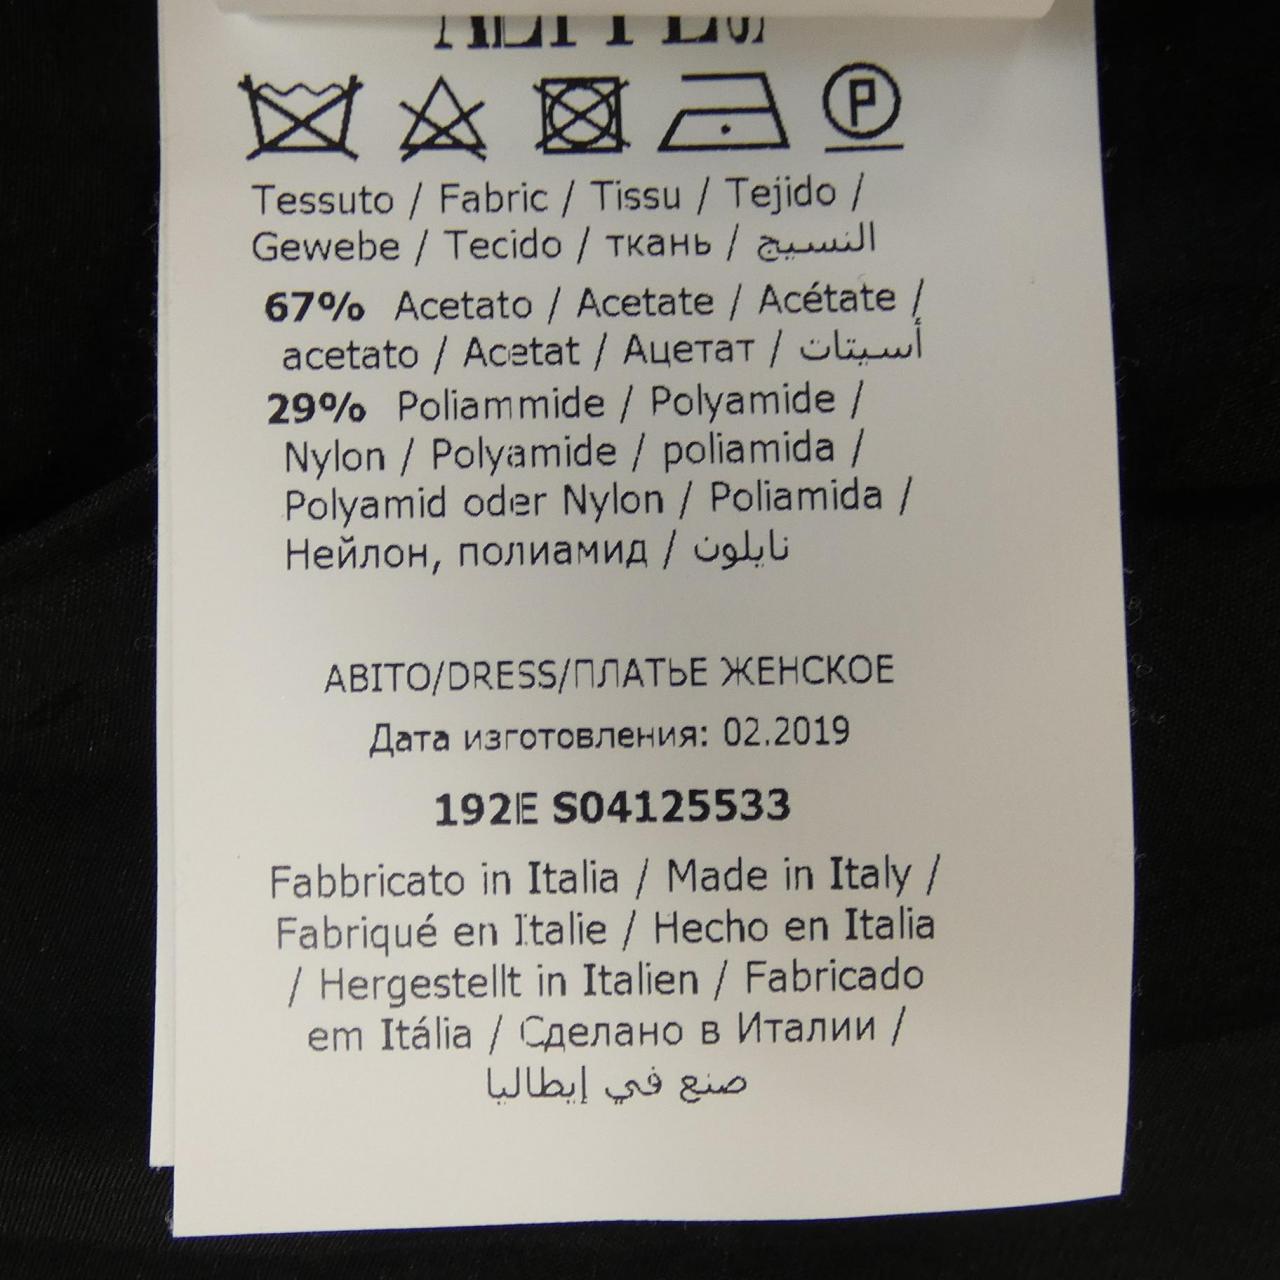 Tessuto / Fabric / Tissu / Tejido /
Gewebe / Tecido / ткань / النسيج
67% Acetato / Acetate / Acétate /
acetato / Acetat / Ацетат / أسيتات
29% Poliammide / Polyamide /
Nylon / Polyamide / poliamida /
Polyamid oder Nylon / Poliamida /
Нейлон, полиамид / نايلون
ABITO/DRESS/ПЛАТЬЕ ЖЕНСКОЕ
Дата изготовления: 02.2019
192E S04125533
Fabbricato in Italia / Made in Italy /
Fabriqué en Italie / Hecho en Italia
/ Hergestellt in Italien / Fabricado
em Itália / Сделано в Италии /
صنع في إيطاليا